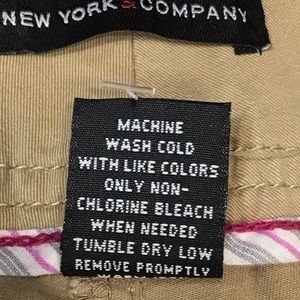 NEW YORK & COMPANY
MACHINE
WASH COLD
WITH LIKE COLORS
ONLY NON-
CHLORINE BLEACH
WHEN NEEDED
TUMBLE DRY LOW
REMOVE PROMPTLY